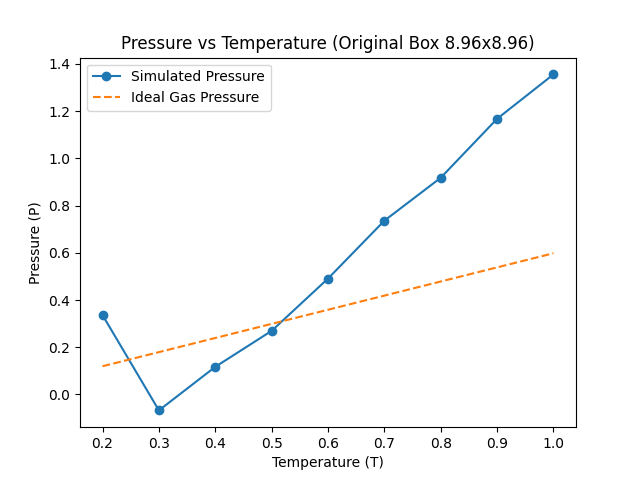 Pressure vs Temperature (Original Box 8.96x8.96)
Simulated Pressure
Ideal Gas Pressure
Pressure (P)
1.4
1.2
1.0
0.8
0.6
0.4
0.2
0.0
0.2 0.3 0.4 0.5 0.6 0.7 0.8 0.9 1.0
Temperature (T)